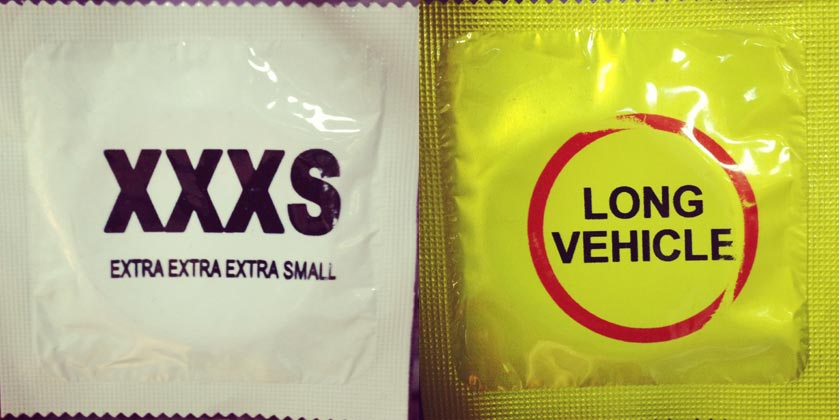 XXXS
EXTRA EXTRA EXTRA SMALL
LONG
VEHICLE